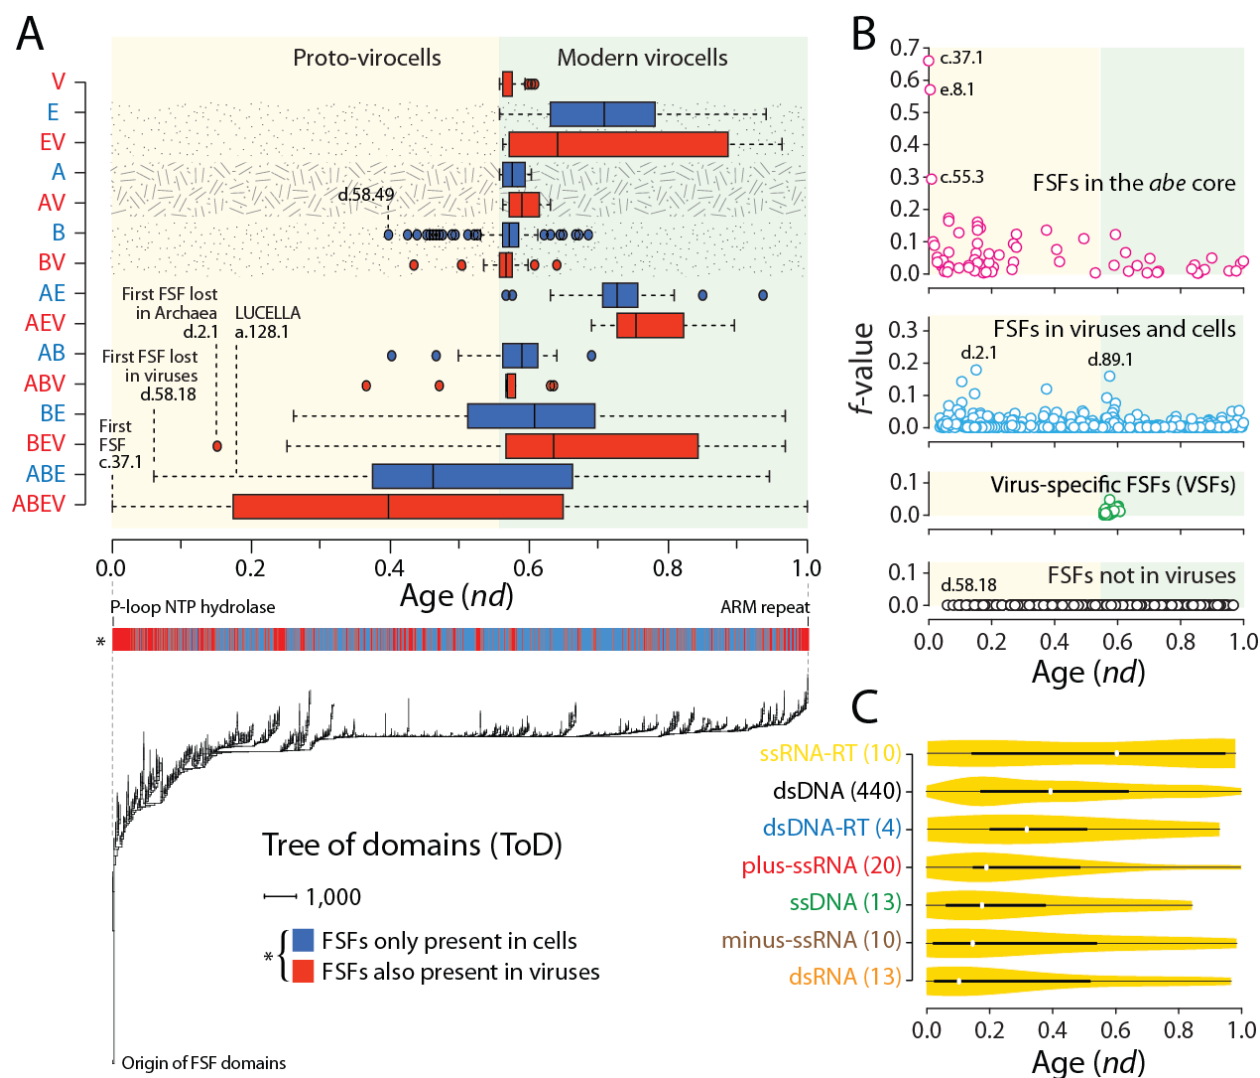 A
Proto-virocells
Modern virocells
V
E
EV
A
AV
B
BV
AE
AEV
AB
ABV
BE
BEV
ABE
ABEV
d.58.49
First FSF lost
in Archaea
d.2.1
LUCELLA
a.128.1
First FSF lost
in viruses
d.58.18
First
FSF
c.37.1
0.0 0.2 0.4 0.6 0.8 1.0
Age (nd)
P-loop NTP hydrolase
ARM repeat
*
Tree of domains (ToD)
1,000
* { FSFs only present in cells
FSFs also present in viruses
Origin of FSF domains
B
f-value
0.7
0.6
0.5
0.4
0.3
0.2
0.1
0.0
c.37.1
e.8.1
c.55.3
FSFs in the abe core
0.3
0.2
0.1
0.0
FSFs in viruses and cells
d.2.1
d.89.1
0.1
0.0
Virus-specific FSFs (VSFs)
0.1
0.0
FSFs not in viruses
d.58.18
0.0 0.2 0.4 0.6 0.8 1.0
Age (nd)
C
ssRNA-RT (10)
dsDNA (440)
dsDNA-RT (4)
plus-ssRNA (20)
ssDNA (13)
minus-ssRNA (10)
dsRNA (13)
0.0 0.2 0.4 0.6 0.8 1.0
Age (nd)